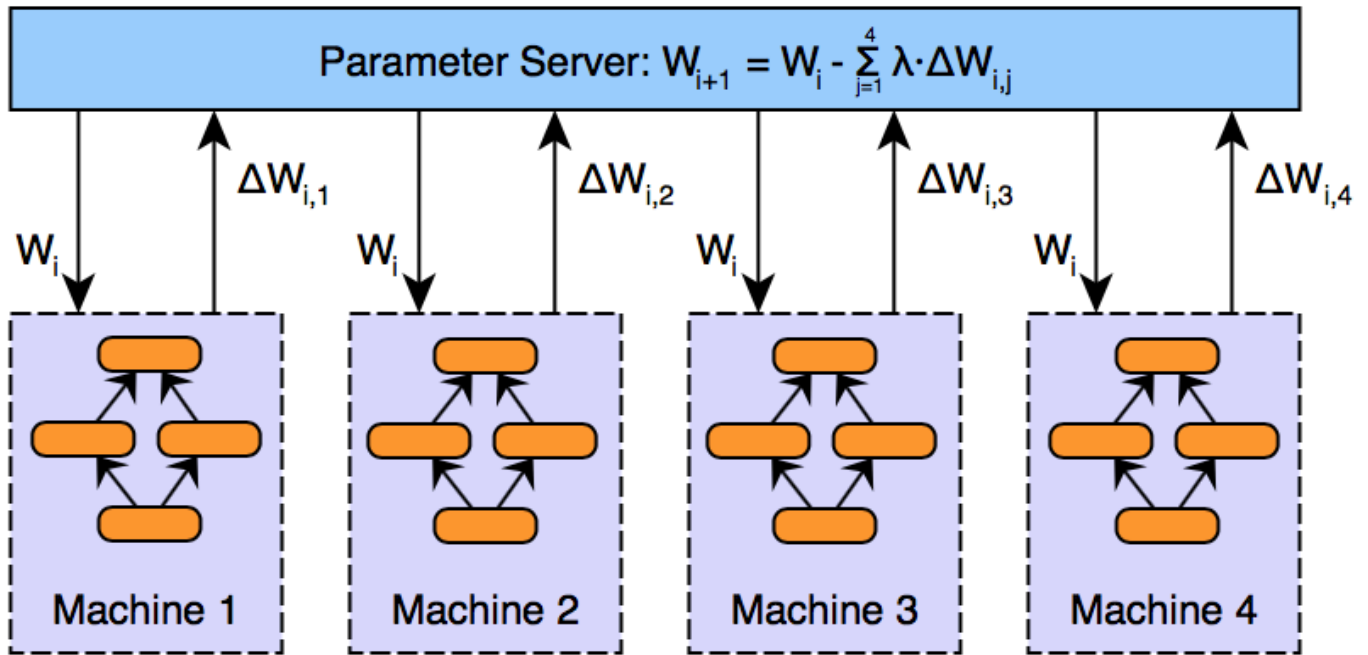 Parameter Server: W_{i+1} = W_i - Σ_{j=1}^{4} λ·ΔW_{i,j}
ΔW_{i,1}
ΔW_{i,2}
ΔW_{i,3}
ΔW_{i,4}
W_i
W_i
W_i
W_i
Machine 1
Machine 2
Machine 3
Machine 4